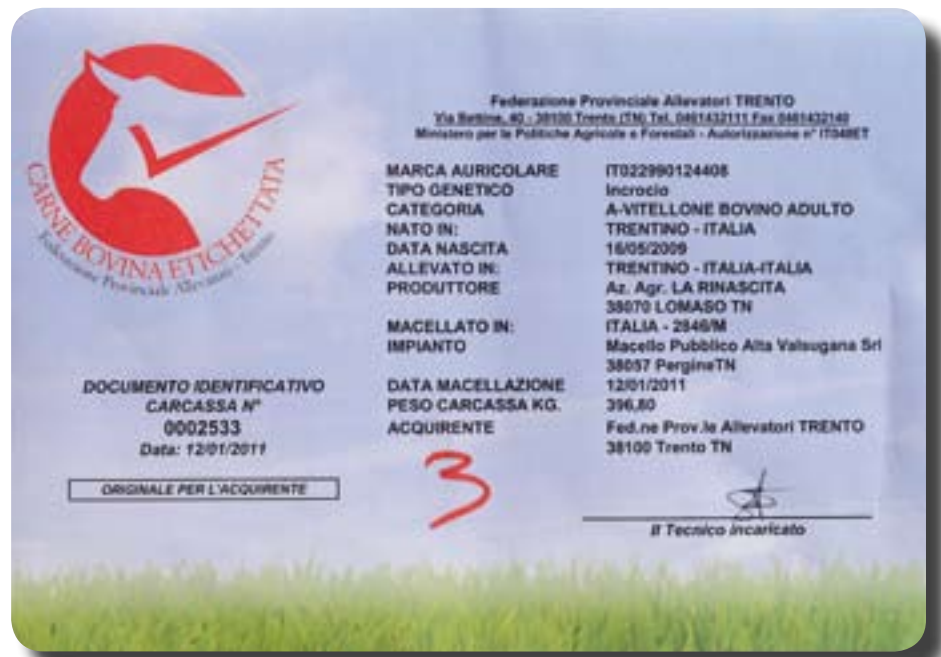 CARNE BOVINA ETICHETTATA
Federazione Provinciale Allevatori - Trento
Federazione Provinciale Allevatori TRENTO
Via Bettine, 40 - 38100 Trento (TN) Tel. 0461432111 Fax 0461432140
Ministero per le Politiche Agricole e Forestali - Autorizzazione n° IT048ET
MARCA AURICOLARE IT022990124408
TIPO GENETICO Incrocio
CATEGORIA A-VITELLONE BOVINO ADULTO
NATO IN: TRENTINO - ITALIA
DATA NASCITA 16/05/2009
ALLEVATO IN: TRENTINO - ITALIA-ITALIA
PRODUTTORE Az. Agr. LA RINASCITA
38070 LOMASO TN
MACELLATO IN: ITALIA - 2846/M
IMPIANTO Macello Pubblico Alta Valsugana Srl
38057 PergineTN
DATA MACELLAZIONE 12/01/2011
PESO CARCASSA KG. 396,80
ACQUIRENTE Fed.ne Prov.le Allevatori TRENTO
38100 Trento TN
DOCUMENTO IDENTIFICATIVO
CARCASSA N°
0002533
Data: 12/01/2011
ORIGINALE PER L'ACQUIRENTE
3
Il Tecnico incaricato